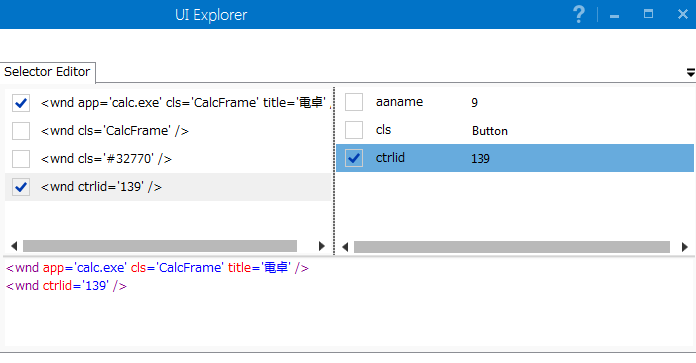 UI Explorer
Selector Editor
<wnd app='calc.exe' cls='CalcFrame' title='電卓' /
<wnd cls='CalcFrame' />
<wnd cls='#32770' />
<wnd ctrlid='139' />
aaname 9
cls Button
ctrlid 139
<wnd app='calc.exe' cls='CalcFrame' title='電卓' />
<wnd ctrlid='139' />